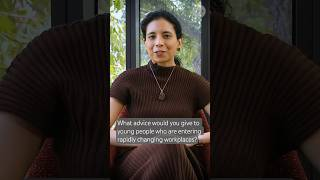 What advice would you give to
young people who are entering
rapidly changing workplaces?